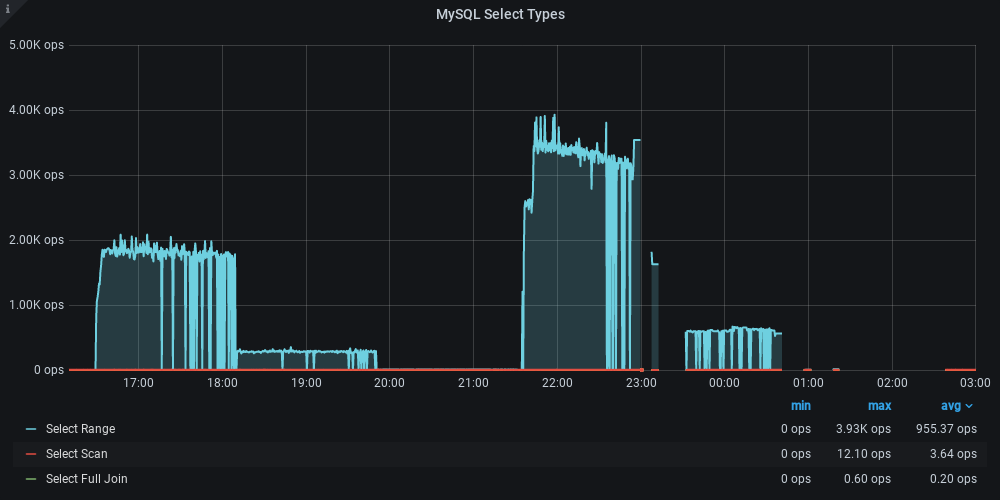 i
MySQL Select Types
5.00K ops
4.00K ops
3.00K ops
2.00K ops
1.00K ops
0 ops
17:00 18:00 19:00 20:00 21:00 22:00 23:00 00:00 01:00 02:00 03:00
min max avg
Select Range 0 ops 3.93K ops 955.37 ops
Select Scan 0 ops 12.10 ops 3.64 ops
Select Full Join 0 ops 0.60 ops 0.20 ops